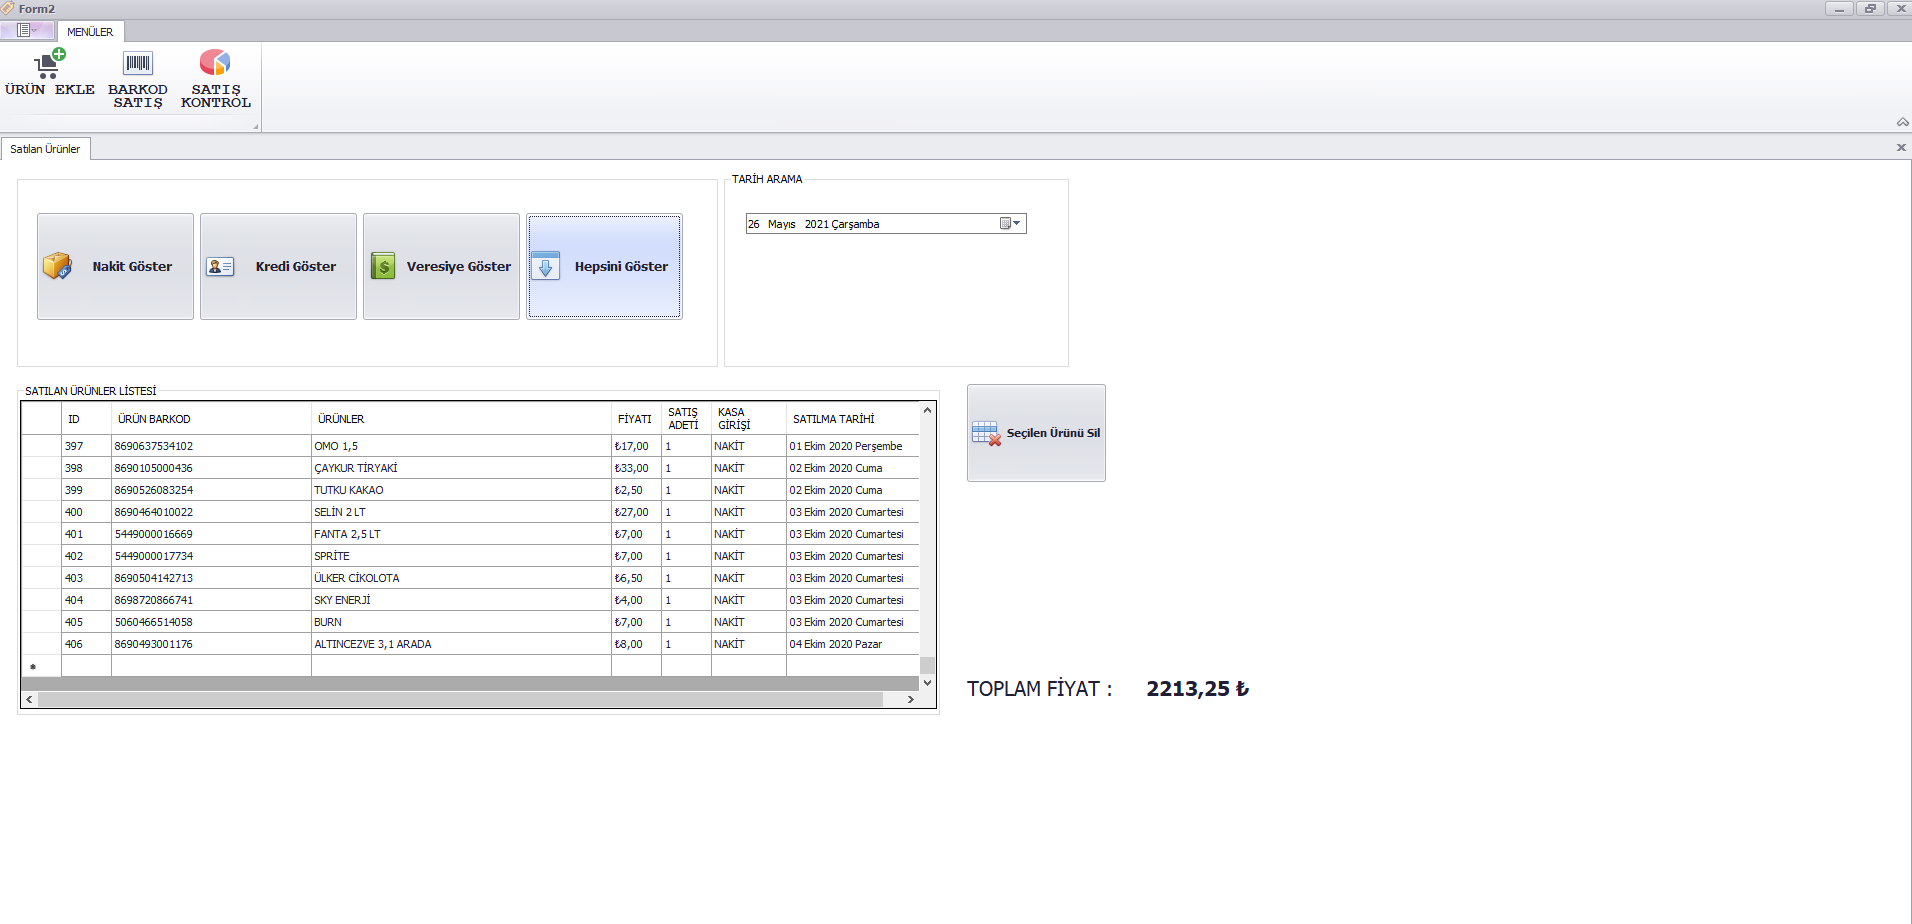 Form2
MENÜLER
ÜRÜN EKLE
BARKOD SATIŞ
SATIŞ KONTROL
Satılan Ürünler
TARİH ARAMA
26 Mayıs 2021 Çarşamba
Nakit Göster
Kredi Göster
Veresiye Göster
Hepsini Göster
SATILAN ÜRÜNLER LİSTESİ
ID ÜRÜN BARKOD ÜRÜNLER FİYATI SATIŞ ADETİ KASA GİRİŞİ SATILMA TARİHİ
397 8690637534102 OMO 1,5 ₺17,00 1 NAKİT 01 Ekim 2020 Perşembe
398 8690105000436 ÇAYKUR TİRYAKİ ₺33,00 1 NAKİT 02 Ekim 2020 Cuma
399 8690526083254 TUTKU KAKAO ₺2,50 1 NAKİT 02 Ekim 2020 Cuma
400 8690464010022 SELİN 2 LT ₺27,00 1 NAKİT 03 Ekim 2020 Cumartesi
401 5449000016669 FANTA 2,5 LT ₺7,00 1 NAKİT 03 Ekim 2020 Cumartesi
402 5449000017734 SPRİTE ₺7,00 1 NAKİT 03 Ekim 2020 Cumartesi
403 8690504142713 ÜLKER CİKOLOTA ₺6,50 1 NAKİT 03 Ekim 2020 Cumartesi
404 8698720866741 SKY ENERJİ ₺4,00 1 NAKİT 03 Ekim 2020 Cumartesi
405 5060466514058 BURN ₺7,00 1 NAKİT 03 Ekim 2020 Cumartesi
406 8690493001176 ALTINCEZVE 3,1 ARADA ₺8,00 1 NAKİT 04 Ekim 2020 Pazar
Seçilen Ürünü Sil
TOPLAM FİYAT : 2213,25 ₺